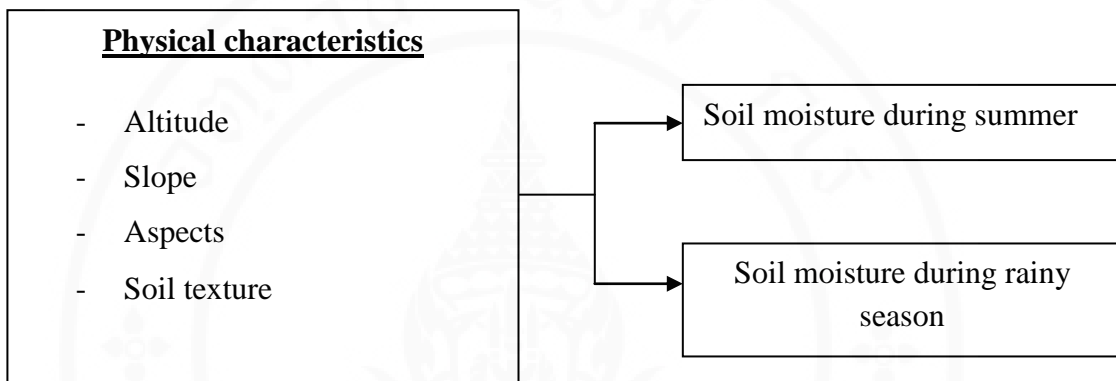 Physical characteristics
- Altitude
- Slope
- Aspects
- Soil texture
Soil moisture during summer
Soil moisture during rainy
season